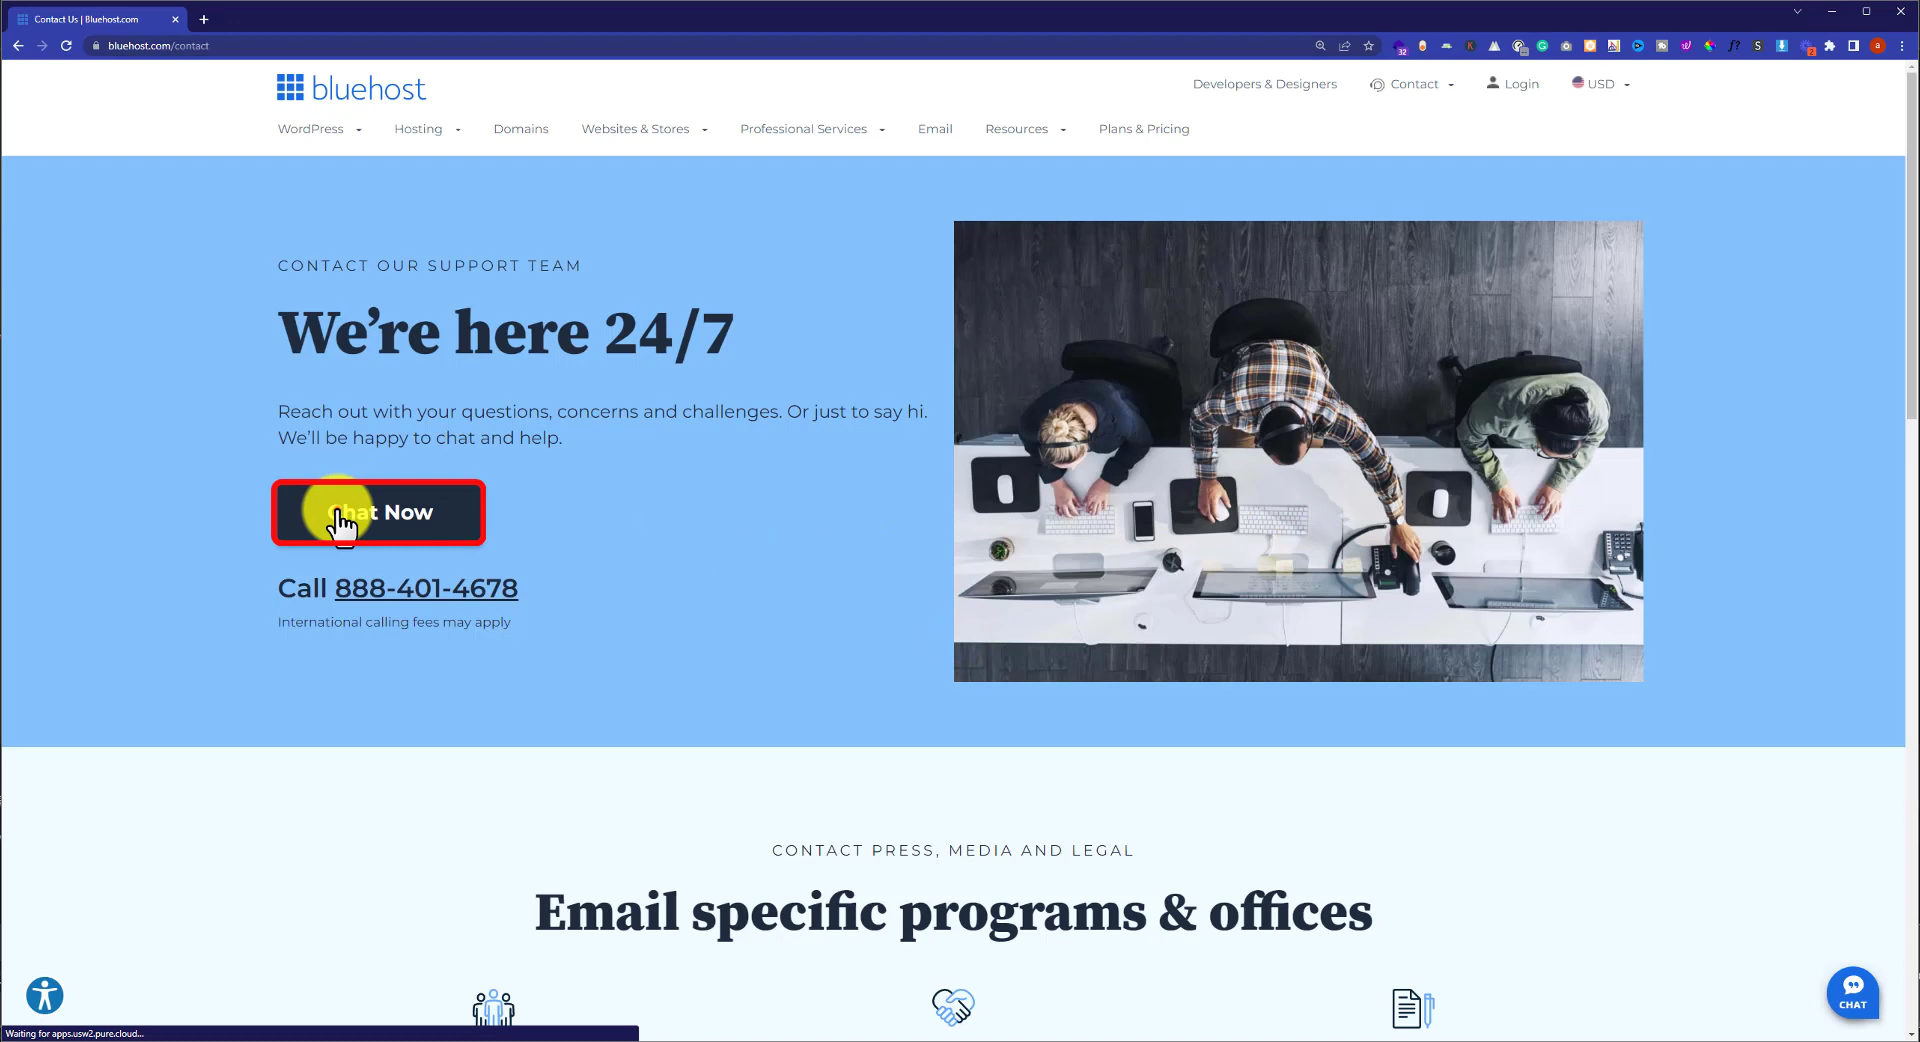 Contact Us | Bluehost.com
bluehost.com/contact
bluehost
Developers & Designers
Contact
Login
USD
WordPress
Hosting
Domains
Websites & Stores
Professional Services
Email
Resources
Plans & Pricing
CONTACT OUR SUPPORT TEAM
We're here 24/7
Reach out with your questions, concerns and challenges. Or just to say hi.
We'll be happy to chat and help.
Chat Now
Call 888-401-4678
International calling fees may apply
CONTACT PRESS, MEDIA AND LEGAL
Email specific programs & offices
CHAT
Waiting for apps.usw2.pure.cloud...